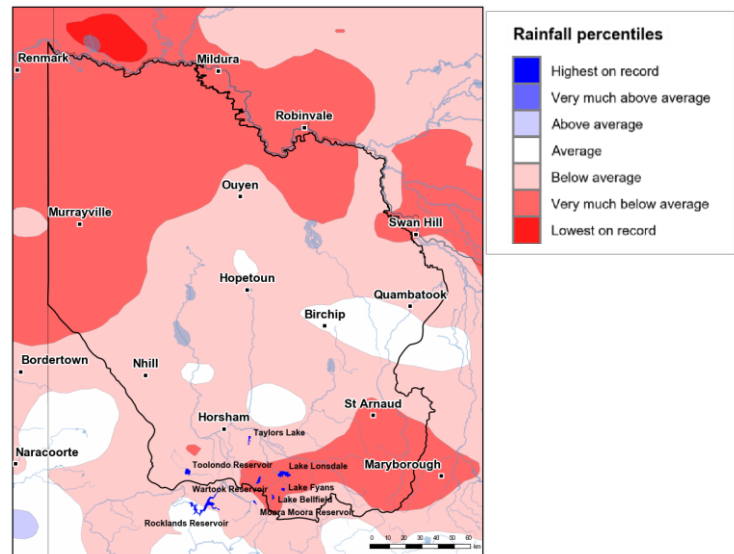 Renmark
Mildura
Robinvale
Ouyen
Murrayville
Swan Hill
Hopetoun
Quambatook
Birchip
Bordertown
Nhill
St Arnaud
Horsham
Taylors Lake
Naracoorte
Toolondo Reservoir
Lake Lonsdale
Maryborough
Wartook Reservoir
Lake Fyans
Lake Bellfield
Moora Moora Reservoir
Rocklands Reservoir
0 10 20 30 40 50 60
km
Rainfall percentiles
Highest on record
Very much above average
Above average
Average
Below average
Very much below average
Lowest on record